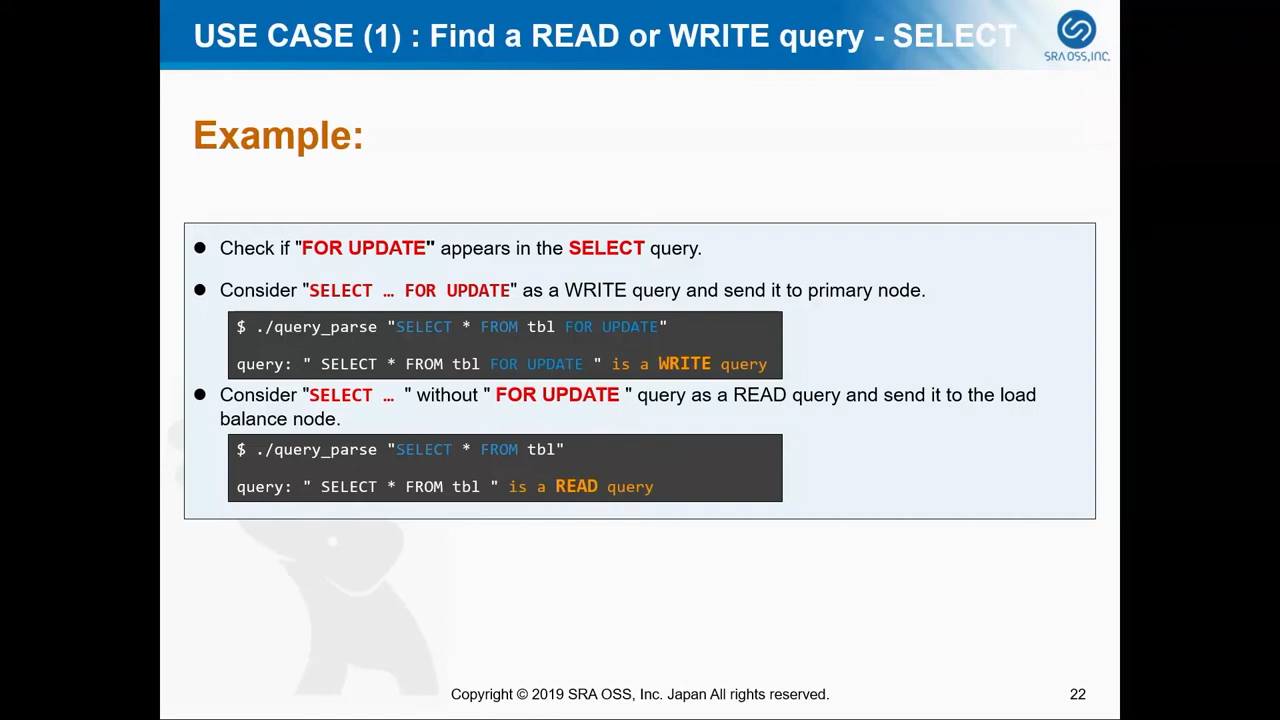 USE CASE (1) : Find a READ or WRITE query - SELECT
SRA OSS, INC.
Example:
● Check if "FOR UPDATE" appears in the SELECT query.
● Consider "SELECT … FOR UPDATE" as a WRITE query and send it to primary node.
$ ./query_parse "SELECT * FROM tbl FOR UPDATE"
query: " SELECT * FROM tbl FOR UPDATE " is a WRITE query
● Consider "SELECT … " without " FOR UPDATE " query as a READ query and send it to the load
balance node.
$ ./query_parse "SELECT * FROM tbl"
query: " SELECT * FROM tbl " is a READ query
Copyright © 2019 SRA OSS, Inc. Japan All rights reserved.
22